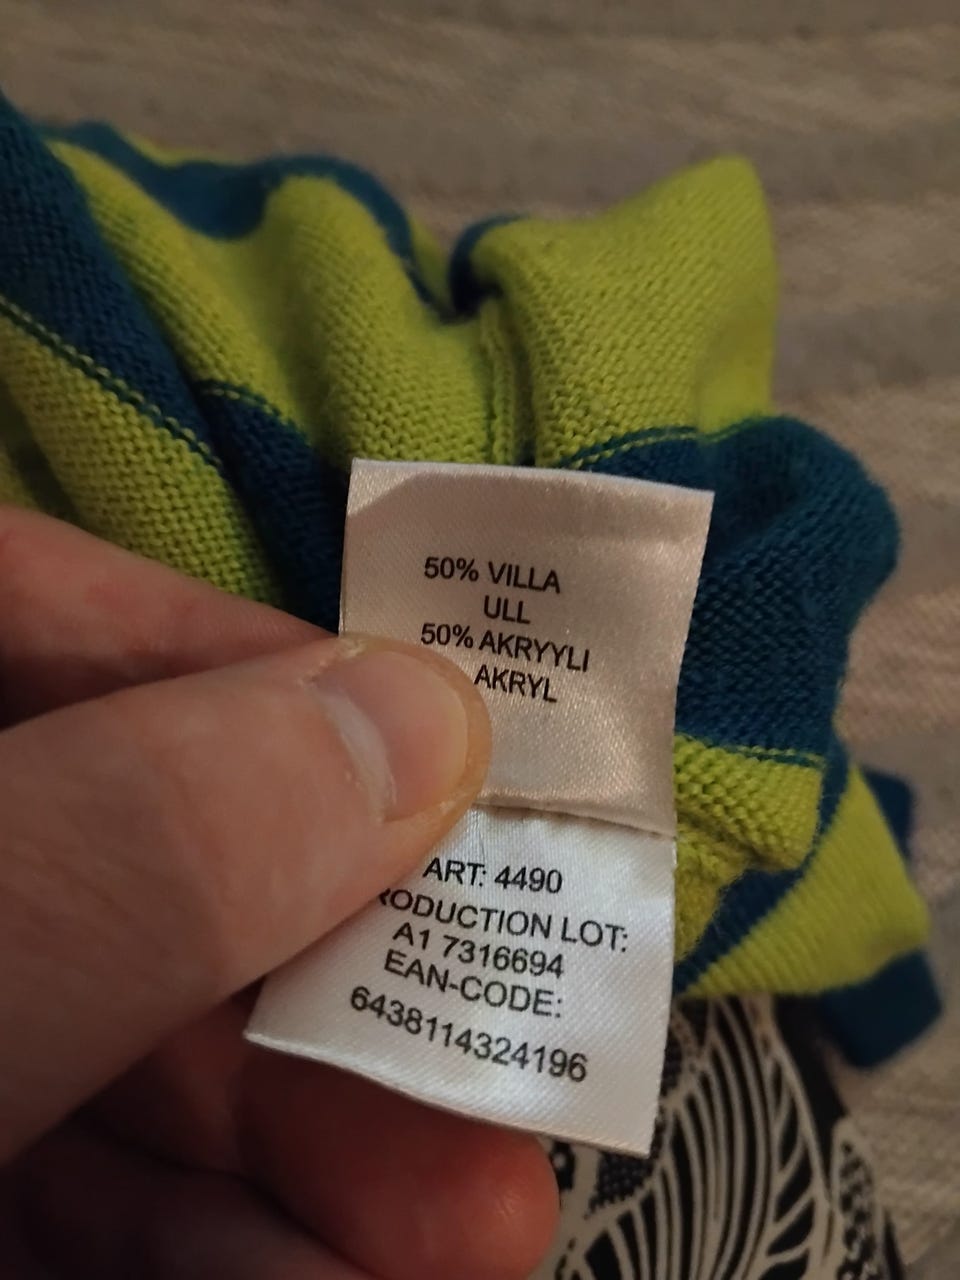 50% VILLA
ULL
50% AKRYYLI
AKRYL
ART: 4490
RODUCTION LOT:
A1 7316694
EAN-CODE:
6438114324196